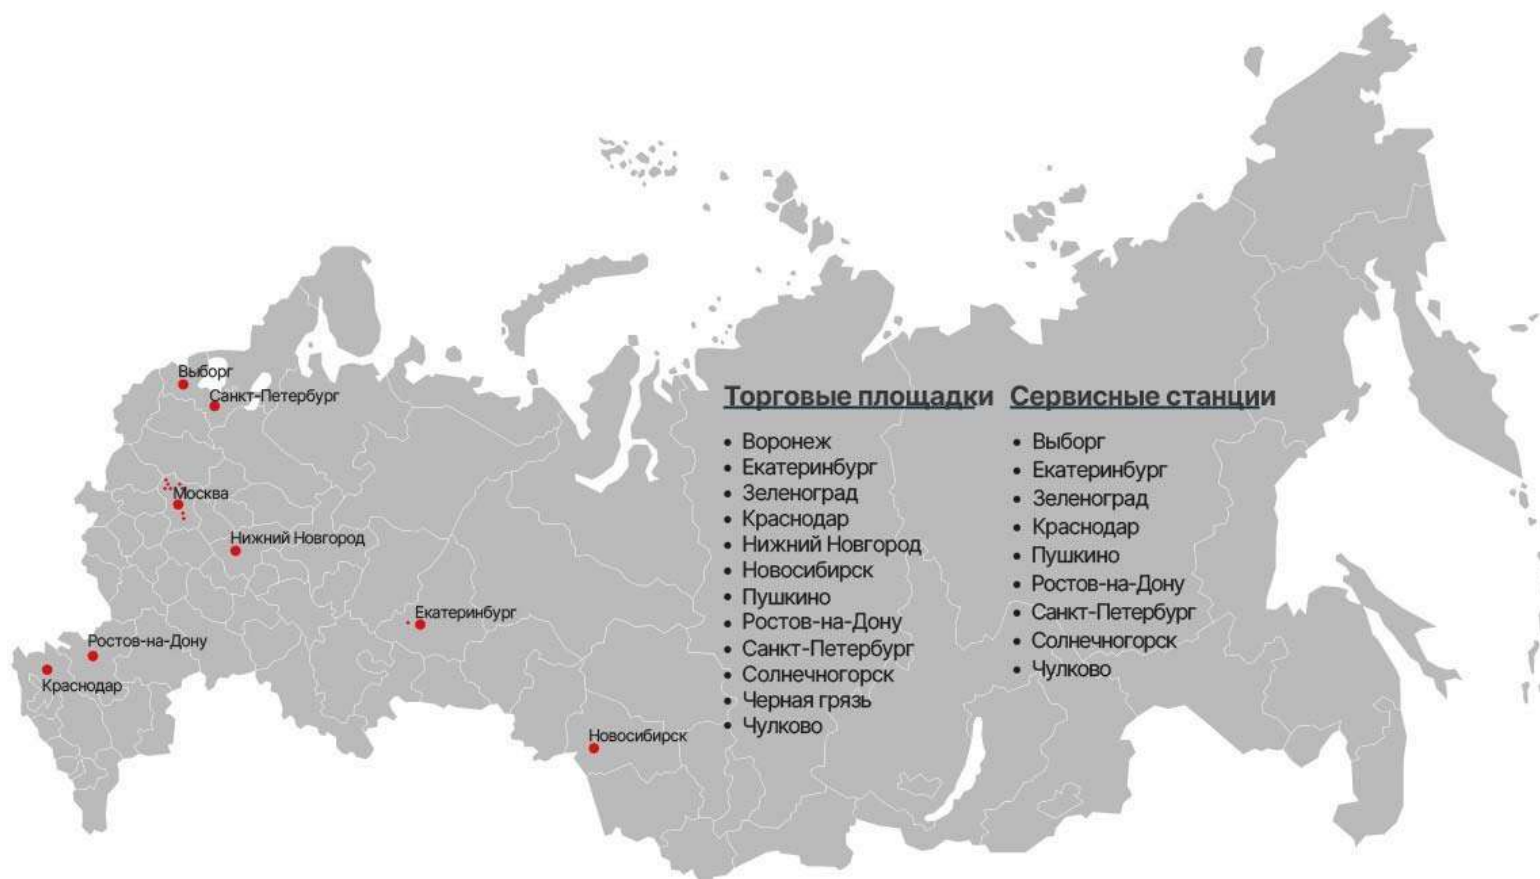 Выборг
Санкт-Петербург
Москва
Нижний Новгород
Екатеринбург
Ростов-на-Дону
Краснодар
Новосибирск
Торговые площадки
• Воронеж
• Екатеринбург
• Зеленоград
• Краснодар
• Нижний Новгород
• Новосибирск
• Пушкино
• Ростов-на-Дону
• Санкт-Петербург
• Солнечногорск
• Черная грязь
• Чулково
Сервисные станции
• Выборг
• Екатеринбург
• Зеленоград
• Краснодар
• Пушкино
• Ростов-на-Дону
• Санкт-Петербург
• Солнечногорск
• Чулково